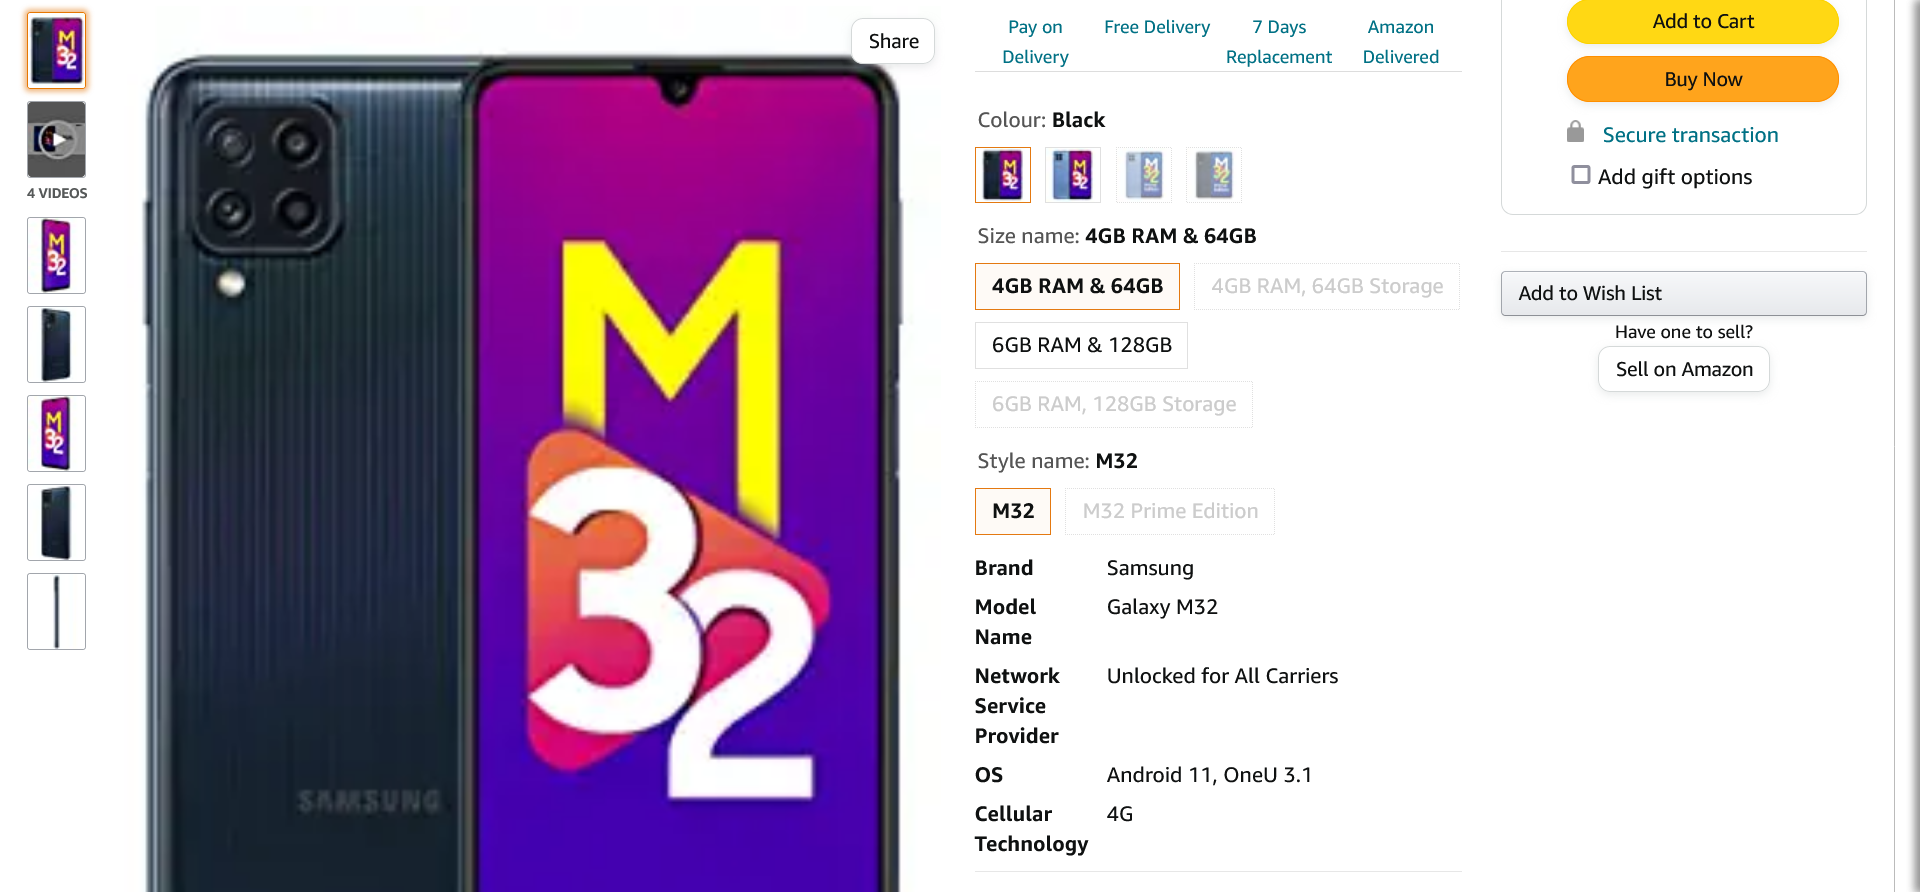 4 VIDEOS
Share
SAMSUNG
M
32
Pay on
Delivery
Free Delivery
7 Days
Replacement
Amazon
Delivered
Colour: Black
Size name: 4GB RAM & 64GB
4GB RAM & 64GB
4GB RAM, 64GB Storage
6GB RAM & 128GB
6GB RAM, 128GB Storage
Style name: M32
M32
M32 Prime Edition
Brand Samsung
Model Galaxy M32
Name
Network Unlocked for All Carriers
Service
Provider
OS Android 11, OneU 3.1
Cellular 4G
Technology
Add to Cart
Buy Now
Secure transaction
Add gift options
Add to Wish List
Have one to sell?
Sell on Amazon